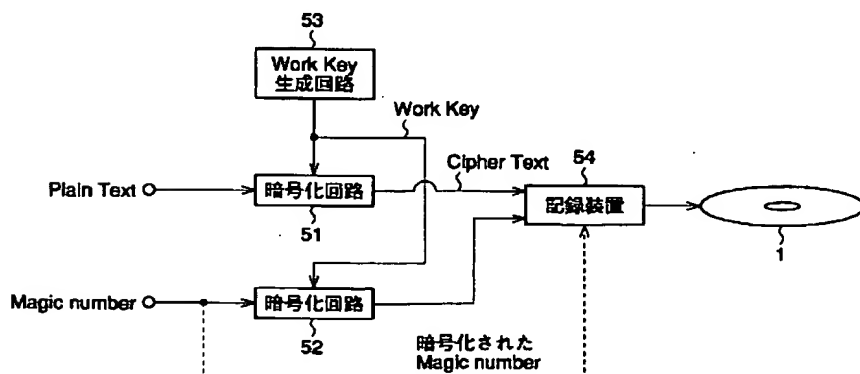 53
Work Key
生成回路
Work Key
Cipher Text
54
Plain Text
暗号化回路
記録装置
51
1
Magic number
暗号化回路
52
暗号化された
Magic number